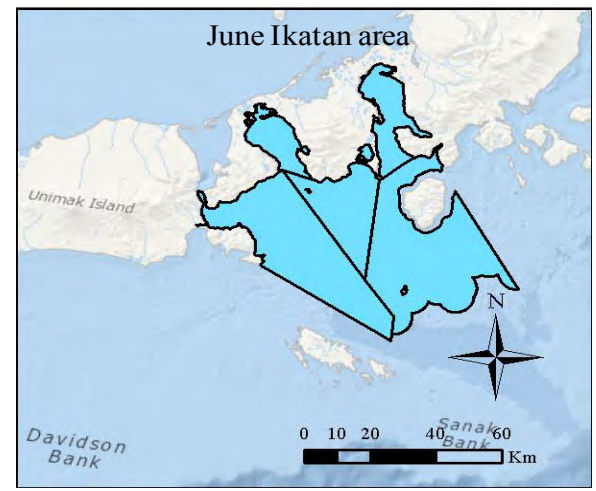 June Ikatan area
Unimak Island
N
Davidson
Bank
Sanak
Bank
0 10 20 40 60
Km